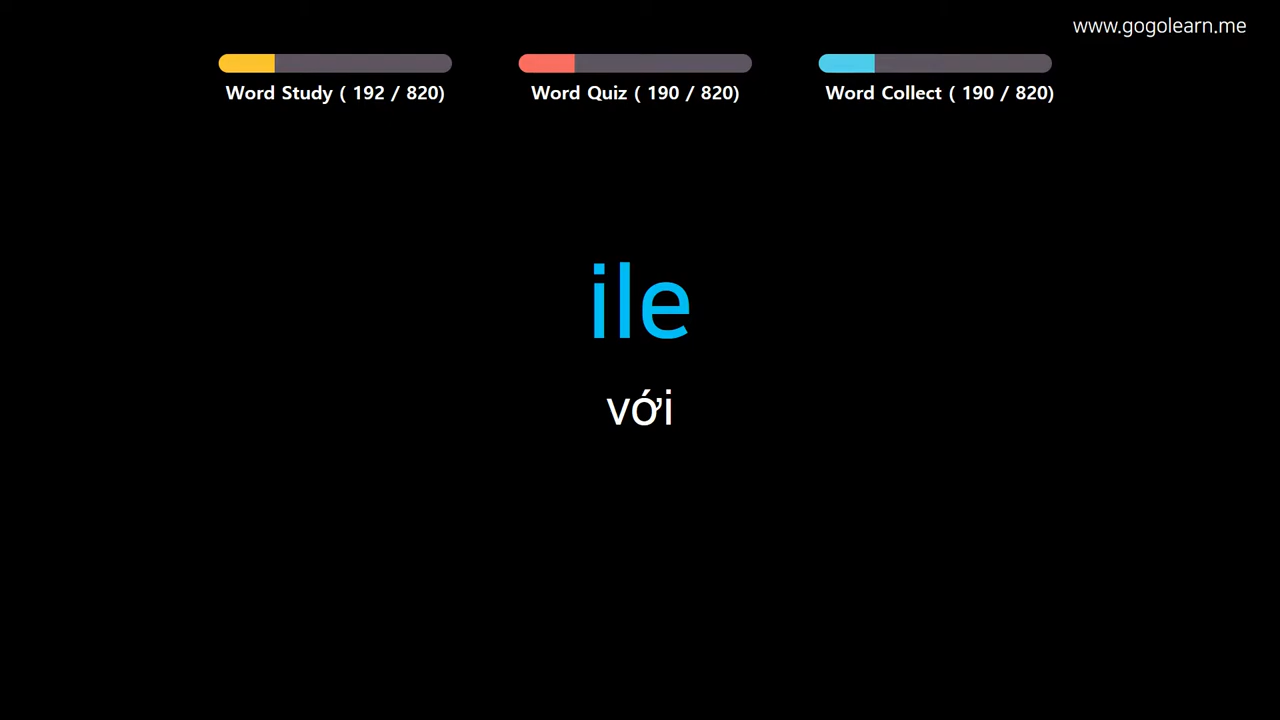 www.gogolearn.me
Word Study ( 192 / 820)
Word Quiz ( 190 / 820)
Word Collect ( 190 / 820)
ile
với